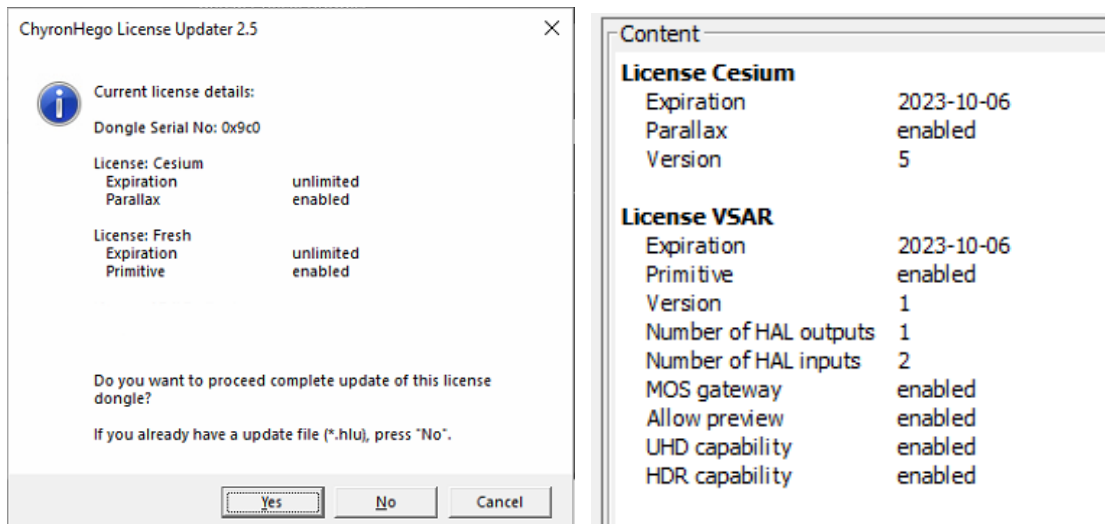 ChyronHego License Updater 2.5
Current license details:
Dongle Serial No: 0x9c0
License: Cesium
Expiration unlimited
Parallax enabled
License: Fresh
Expiration unlimited
Primitive enabled
Do you want to proceed complete update of this license
dongle?
If you already have a update file (*.hlu), press "No".
Yes No Cancel
Content
License Cesium
Expiration 2023-10-06
Parallax enabled
Version 5
License VSAR
Expiration 2023-10-06
Primitive enabled
Version 1
Number of HAL outputs 1
Number of HAL inputs 2
MOS gateway enabled
Allow preview enabled
UHD capability enabled
HDR capability enabled